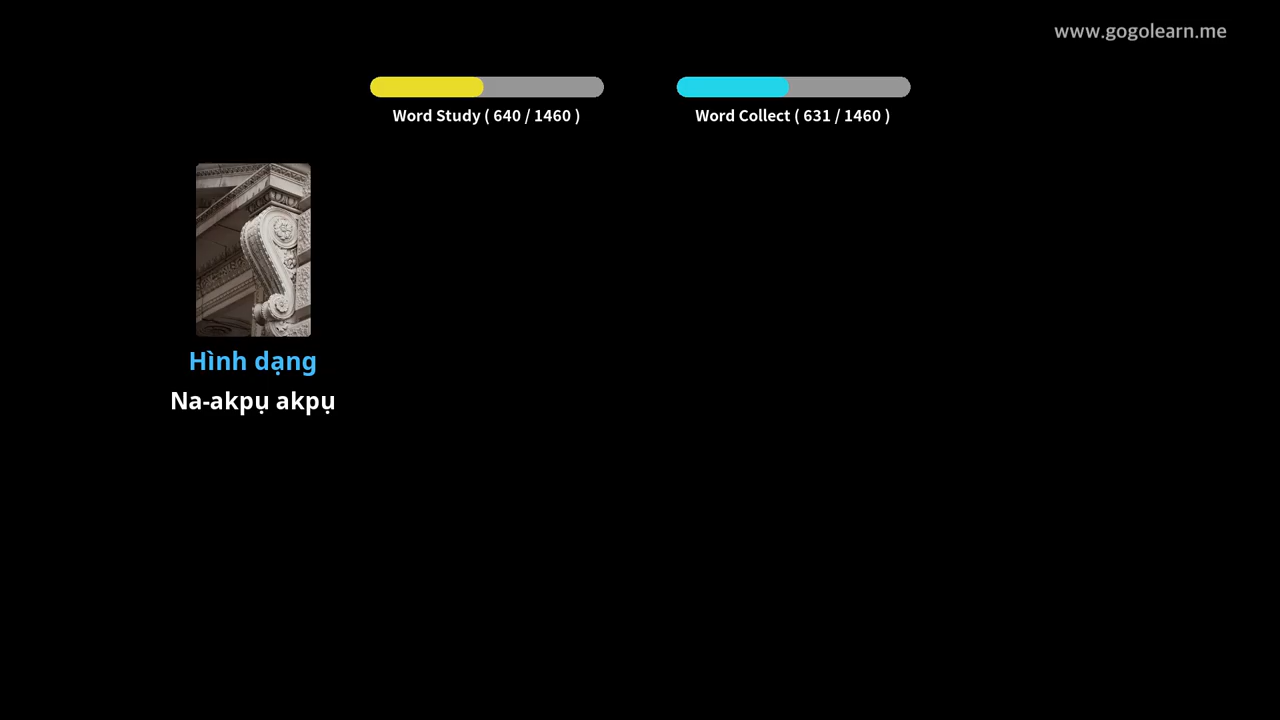 www.gogolearn.me
Word Study ( 640 / 1460 )
Word Collect ( 631 / 1460 )
Hình dạng
Na-akpụ akpụ